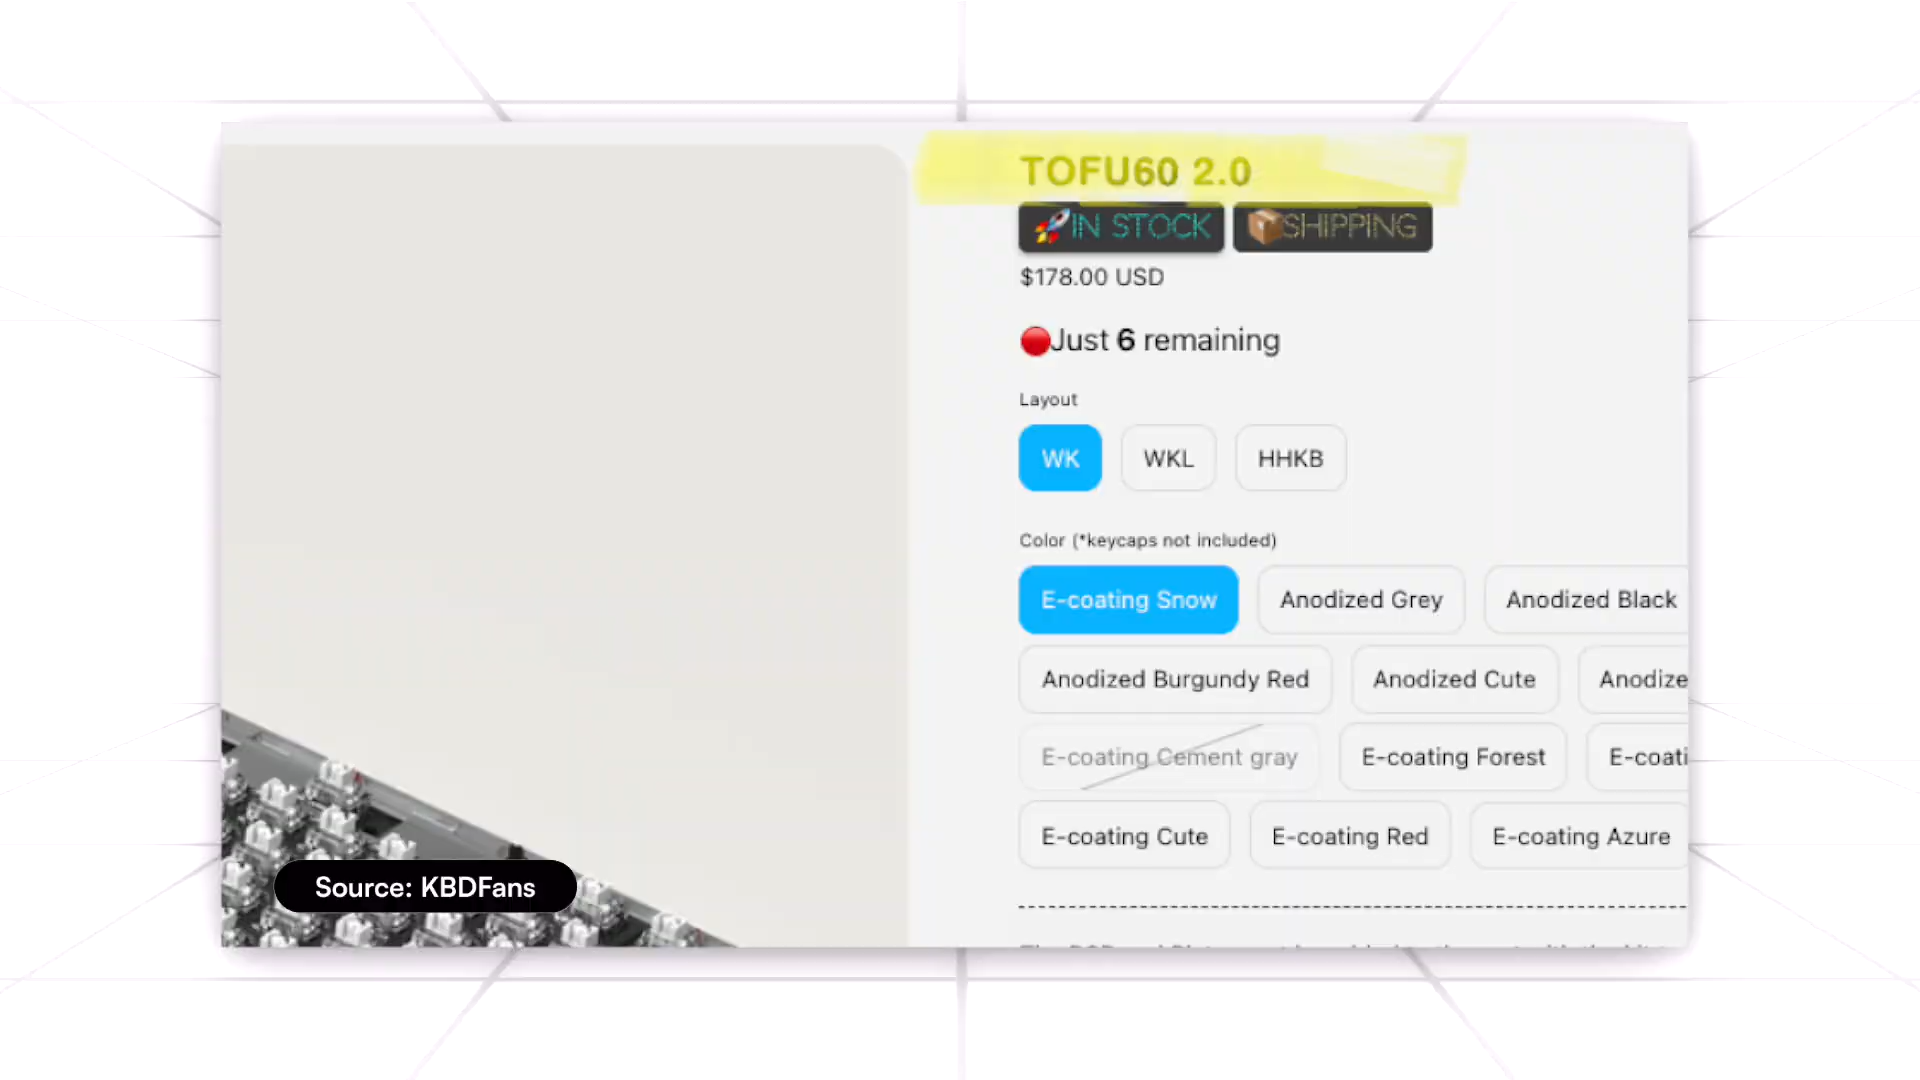 TOFU60 2.0
IN STOCK SHIPPING
$178.00 USD
Just 6 remaining
Layout
WK WKL HHKB
Color (*keycaps not included)
E-coating Snow Anodized Grey Anodized Black
Anodized Burgundy Red Anodized Cute Anodize
E-coating Cement gray E-coating Forest E-coati
E-coating Cute E-coating Red E-coating Azure
Source: KBDFans